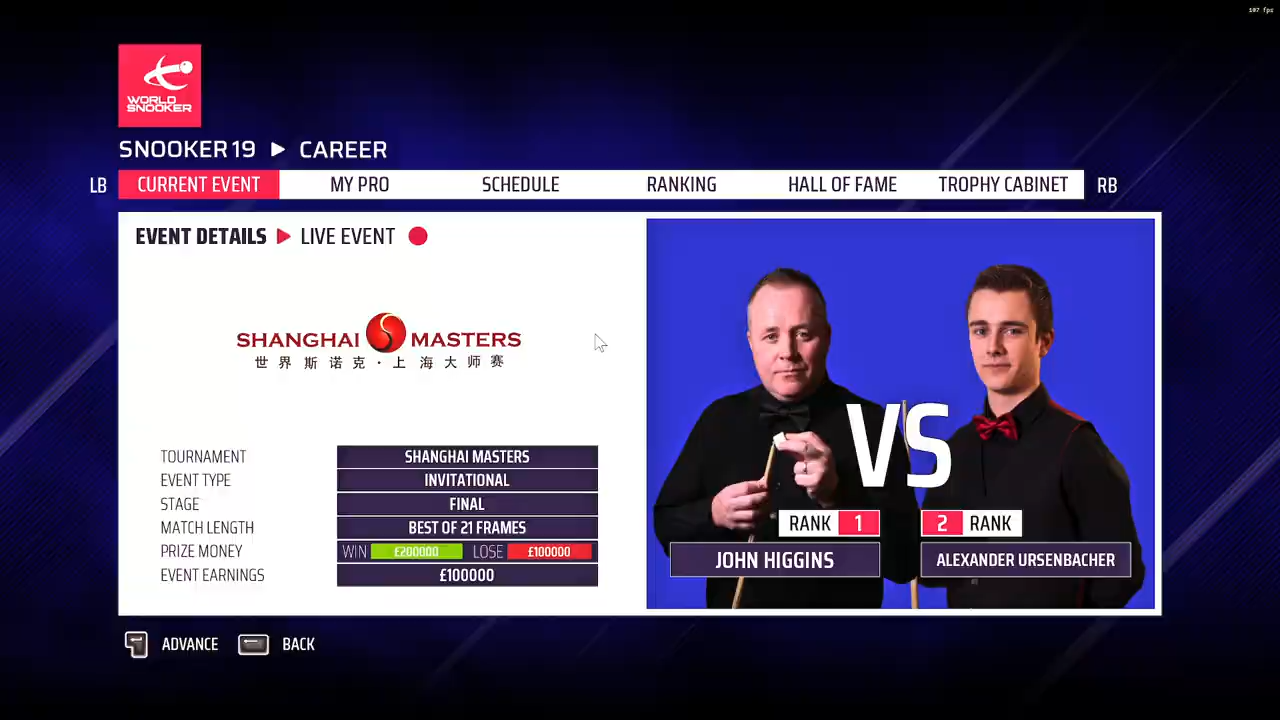 107 fps
WORLD
SNOOKER
SNOOKER 19 ▶ CAREER
LB CURRENT EVENT MY PRO SCHEDULE RANKING HALL OF FAME TROPHY CABINET RB
EVENT DETAILS ▶ LIVE EVENT
SHANGHAI MASTERS
世界斯诺克·上海大师赛
TOURNAMENT SHANGHAI MASTERS
EVENT TYPE INVITATIONAL
STAGE FINAL
MATCH LENGTH BEST OF 21 FRAMES
PRIZE MONEY WIN £200000 LOSE £100000
EVENT EARNINGS £100000
VS
RANK 1 2 RANK
JOHN HIGGINS ALEXANDER URSENBACHER
ADVANCE BACK